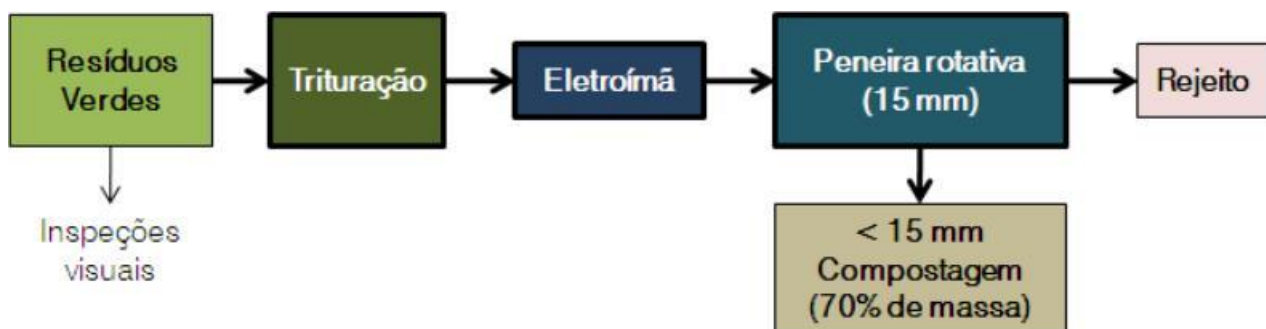 Resíduos
Verdes
Trituração
Eletroímã
Peneira rotativa
(15 mm)
Rejeito
Inspeções
visuais
< 15 mm
Compostagem
(70% de massa)